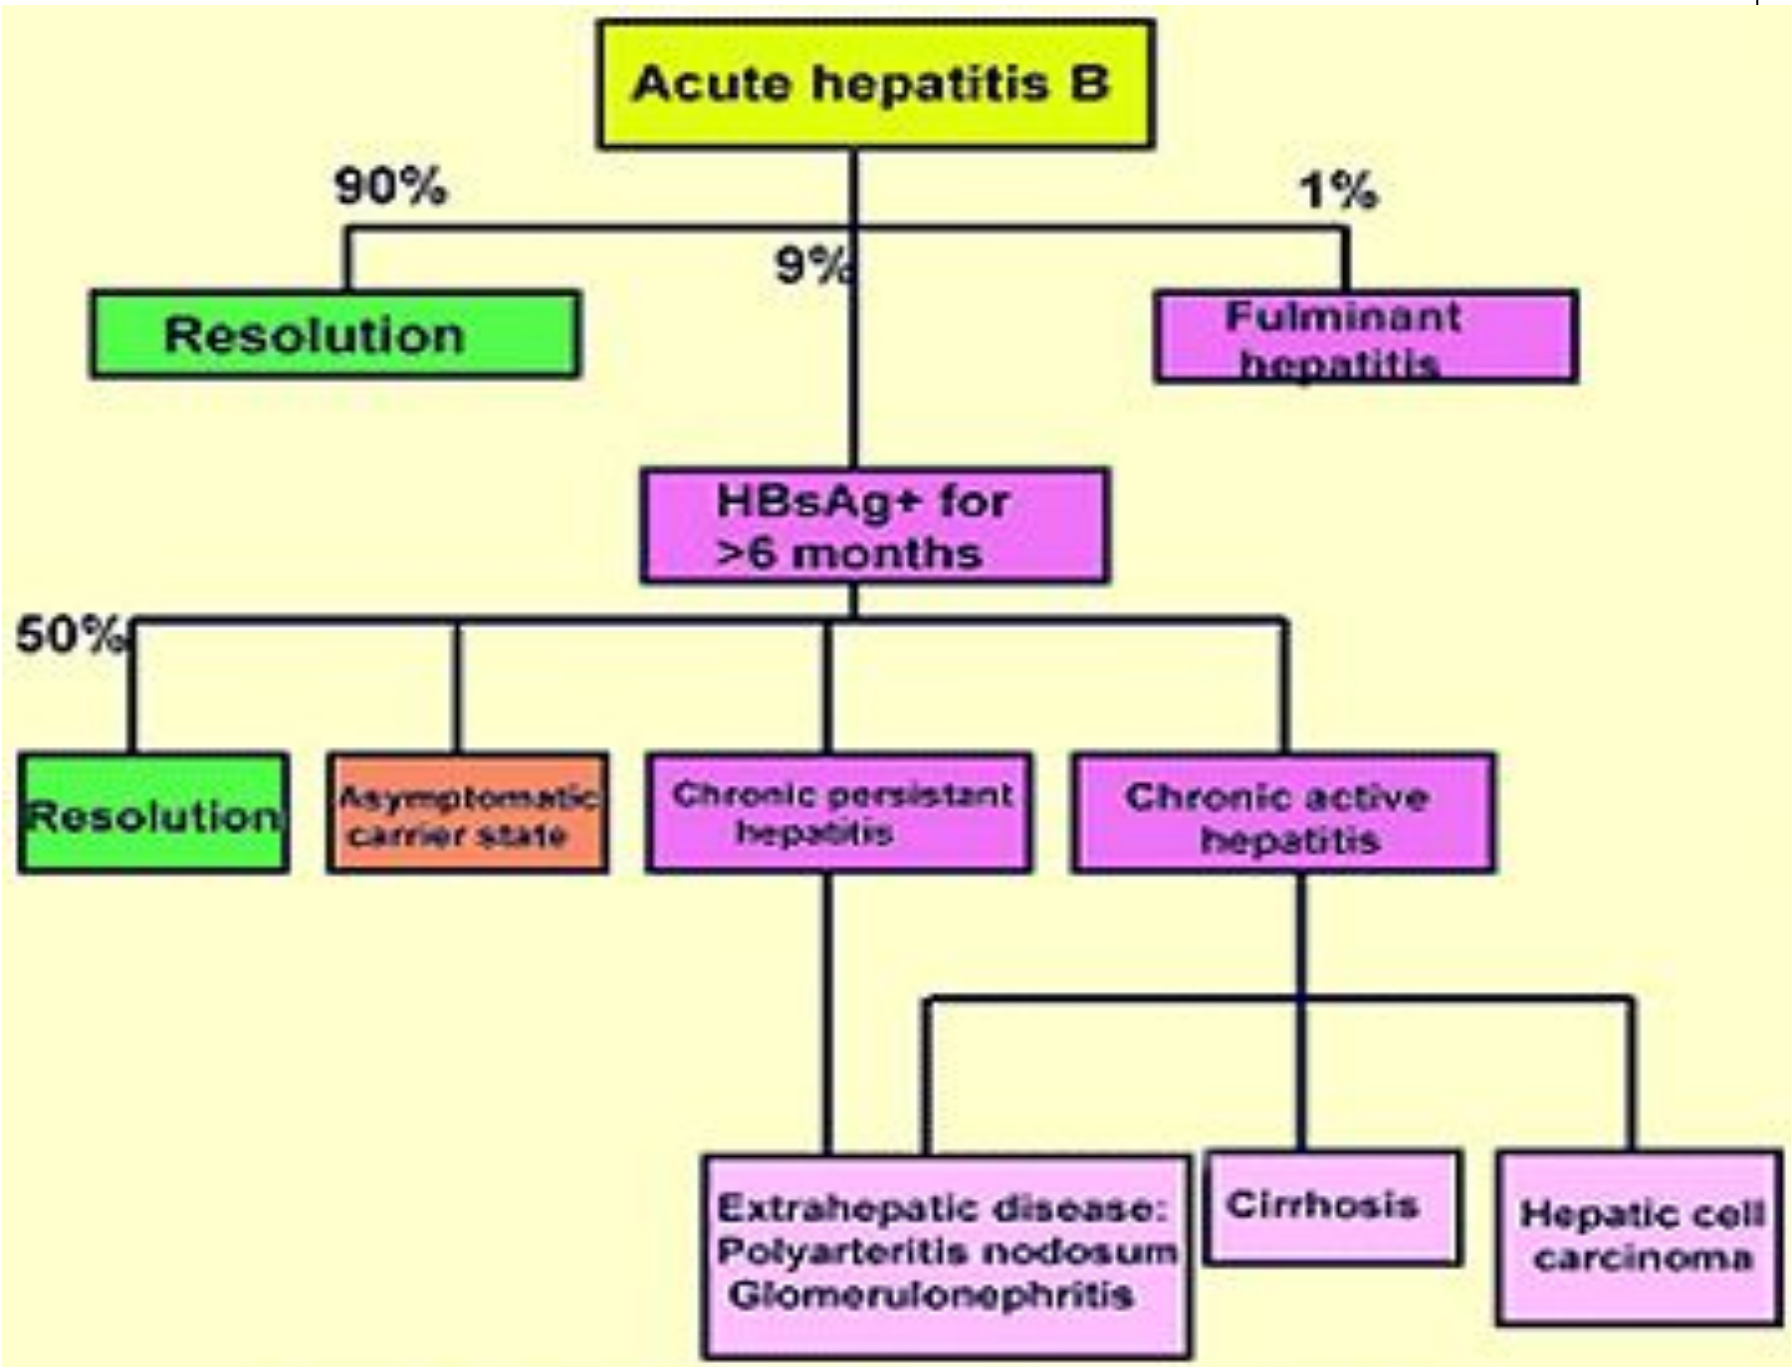 Acute hepatitis B
90%
1%
9%
Resolution
Fulminant
hepatitis
HBsAg+ for
>6 months
50%
Resolution
Asymptomatic
carrier state
Chronic persistant
hepatitis
Chronic active
hepatitis
Extrahepatic disease:
Polyarteritis nodosum
Glomerulonephritis
Cirrhosis
Hepatic cell
carcinoma